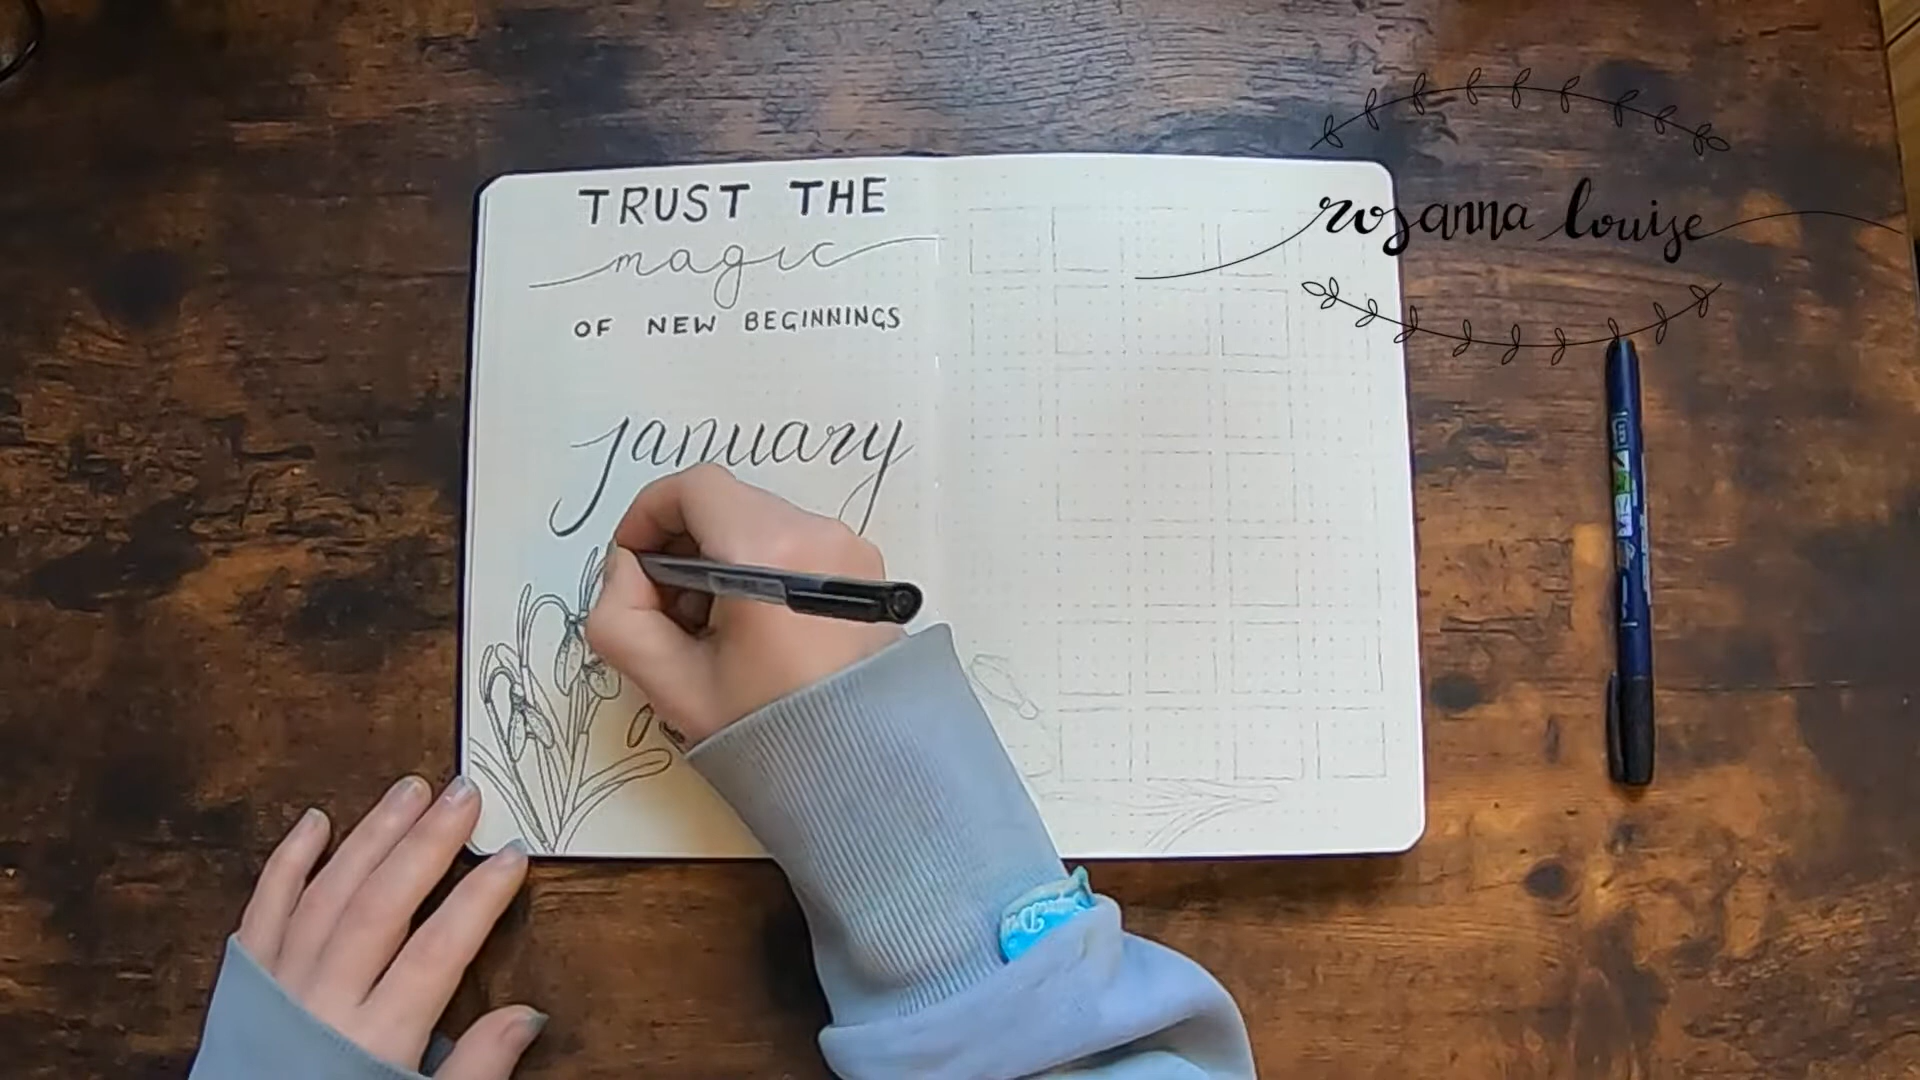 TRUST THE
magic
OF NEW BEGINNINGS
january
rosanna louise